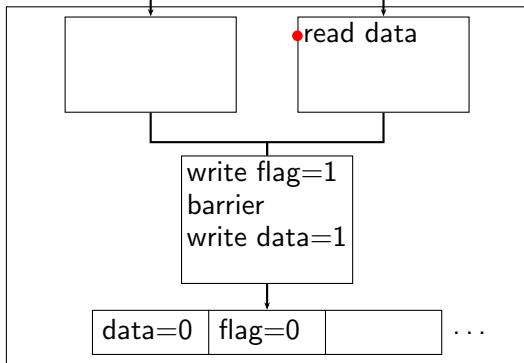 read data
write flag=1
barrier
write data=1
data=0 flag=0 ...